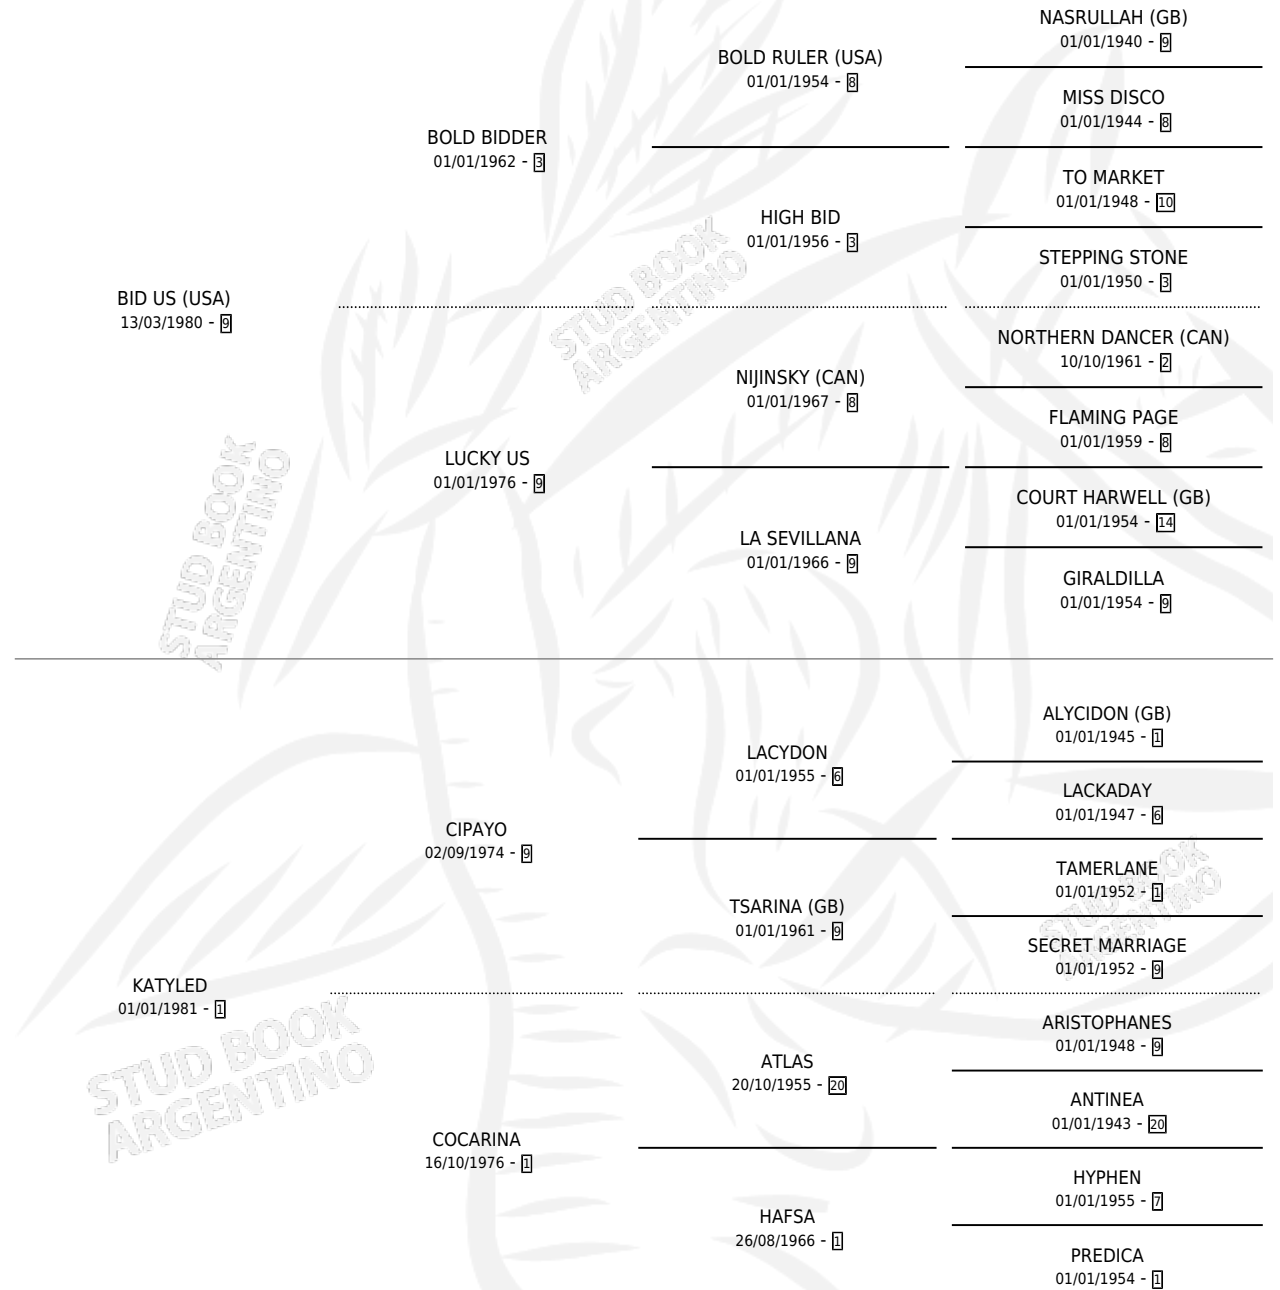 NASRULLAH (GB)
01/01/1940 - 9
BOLD RULER (USA)
01/01/1954 - 8
MISS DISCO
01/01/1944 - 8
BOLD BIDDER
01/01/1962 - 3
TO MARKET
01/01/1948 - 10
HIGH BID
01/01/1956 - 3
STEPPING STONE
01/01/1950 - 3
BID US (USA)
13/03/1980 - 9
NORTHERN DANCER (CAN)
10/10/1961 - 2
NIJINSKY (CAN)
01/01/1967 - 8
FLAMING PAGE
01/01/1959 - 8
LUCKY US
01/01/1976 - 9
COURT HARWELL (GB)
01/01/1954 - 14
LA SEVILLANA
01/01/1966 - 9
GIRALDILLA
01/01/1954 - 9
STUD BOOK
ARGENTINO
STUD BOOK
ARGENTINO
ALYCIDON (GB)
01/01/1945 - 1
LACYDON
01/01/1955 - 6
LACKADAY
01/01/1947 - 6
CIPAYO
02/09/1974 - 9
TAMERLANE
01/01/1952 - 1
TSARINA (GB)
01/01/1961 - 9
SECRET MARRIAGE
01/01/1952 - 9
KATYLED
01/01/1981 - 1
ARISTOPHANES
01/01/1948 - 9
ATLAS
20/10/1955 - 20
ANTINEA
01/01/1943 - 20
COCARINA
16/10/1976 - 1
HYPHEN
01/01/1955 - 7
HAFSA
26/08/1966 - 1
PREDICA
01/01/1954 - 1
STUD BOOK
ARGENTINO
STUD BOOK
ARGENTINO